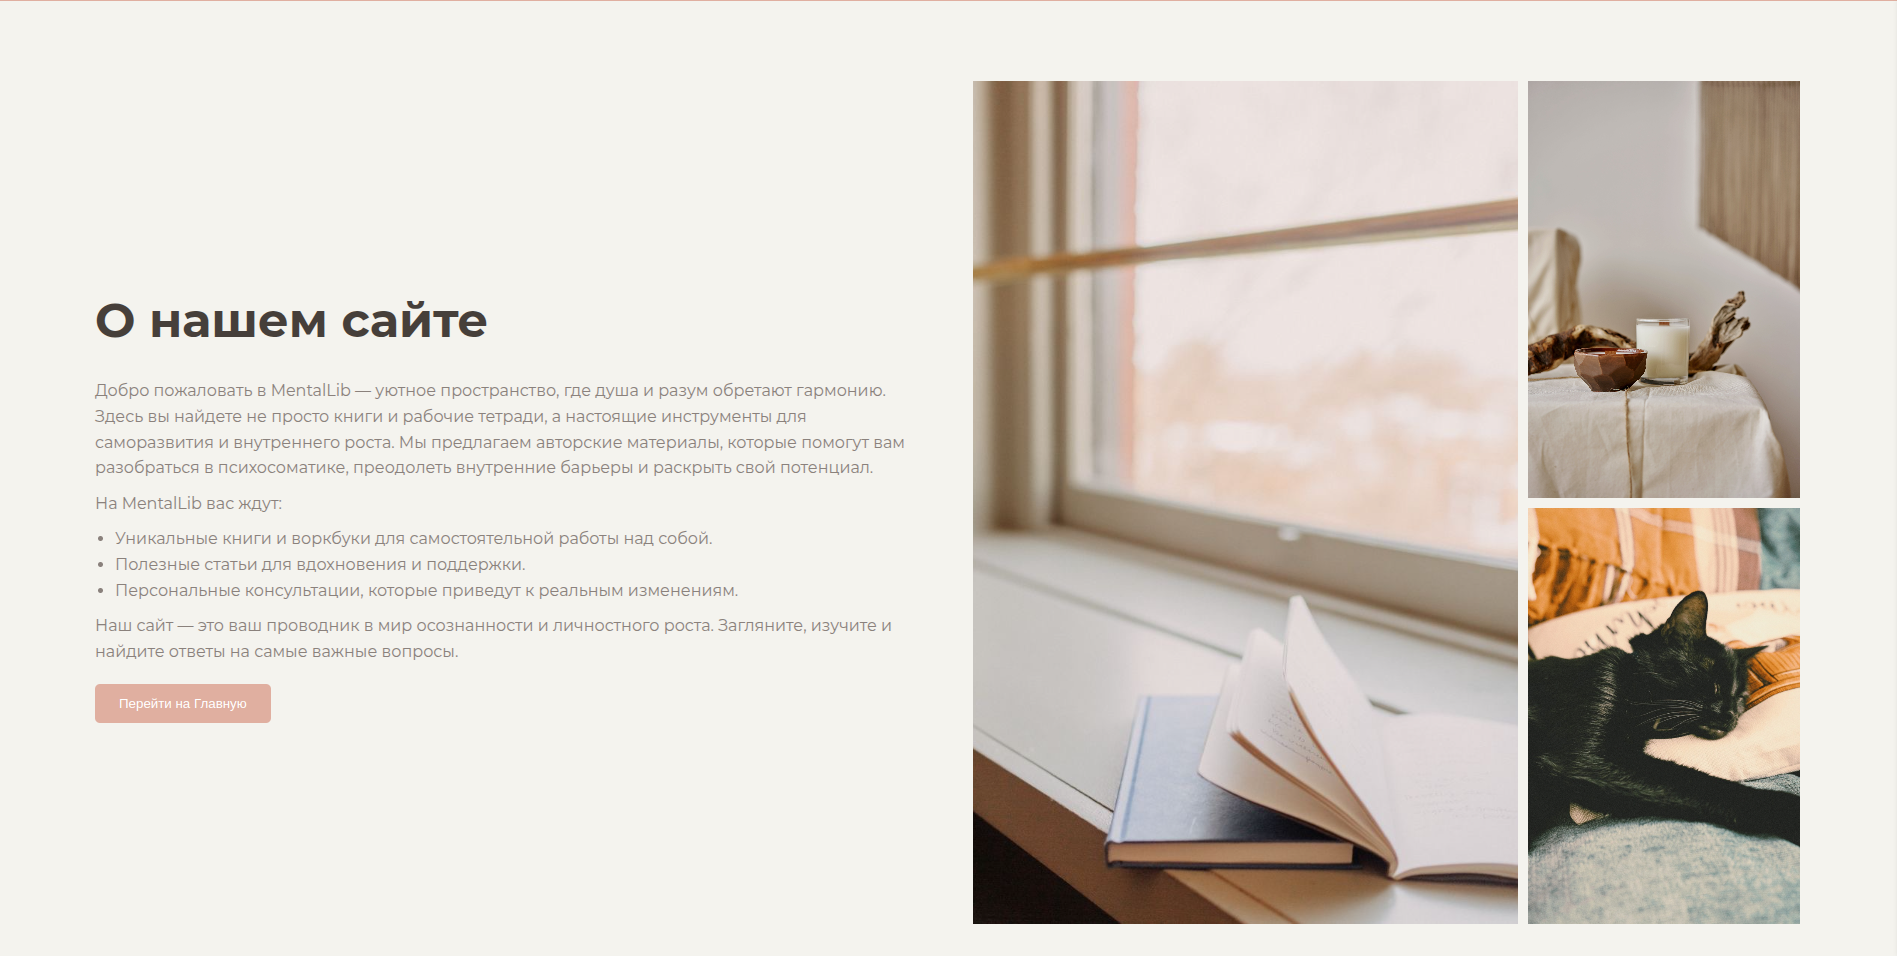 О нашем сайте
Добро пожаловать в MentalLib — уютное пространство, где душа и разум обретают гармонию.
Здесь вы найдете не просто книги и рабочие тетради, а настоящие инструменты для
саморазвития и внутреннего роста. Мы предлагаем авторские материалы, которые помогут вам
разобраться в психосоматике, преодолеть внутренние барьеры и раскрыть свой потенциал.
На MentalLib вас ждут:
• Уникальные книги и воркбуки для самостоятельной работы над собой.
• Полезные статьи для вдохновения и поддержки.
• Персональные консультации, которые приведут к реальным изменениям.
Наш сайт — это ваш проводник в мир осознанности и личностного роста. Загляните, изучите и
найдите ответы на самые важные вопросы.
Перейти на Главную